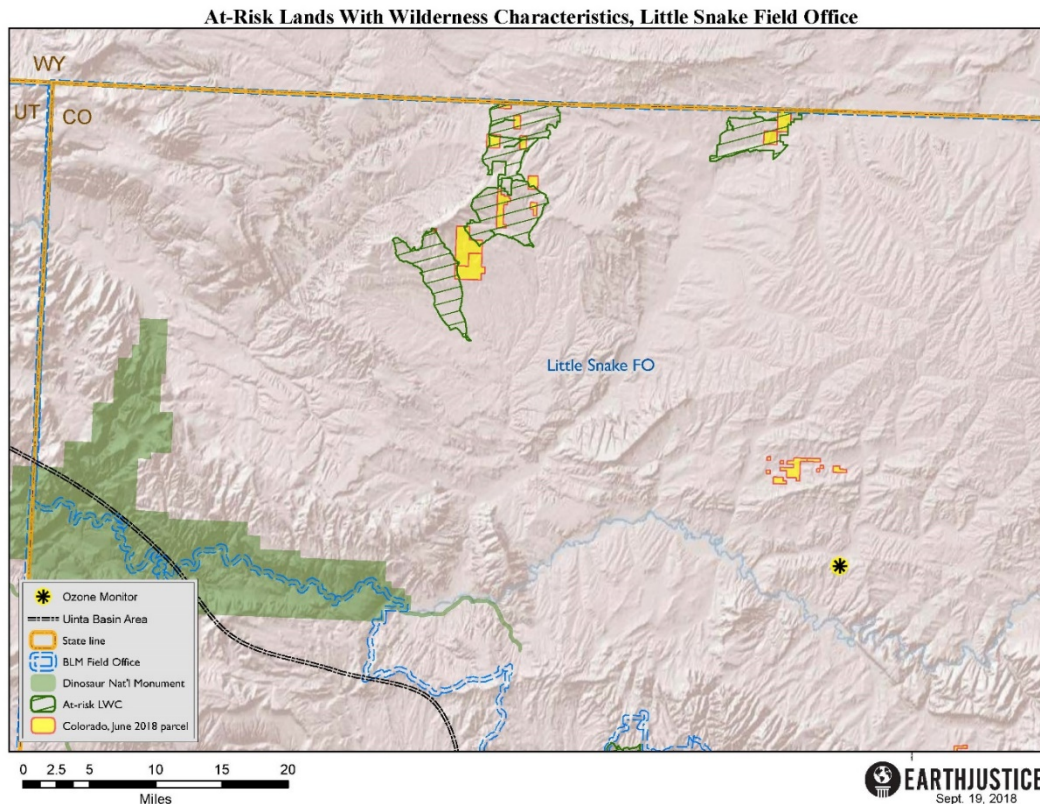 At-Risk Lands With Wilderness Characteristics, Little Snake Field Office
WY
UT
CO
Little Snake FO
Ozone Monitor
Uinta Basin Area
State line
BLM Field Office
Dinosaur Nat'l Monument
At-risk LWC
Colorado, June 2018 parcel
0 2.5 5 10 15 20
Miles
EARTHJUSTICE
Sept. 19, 2018